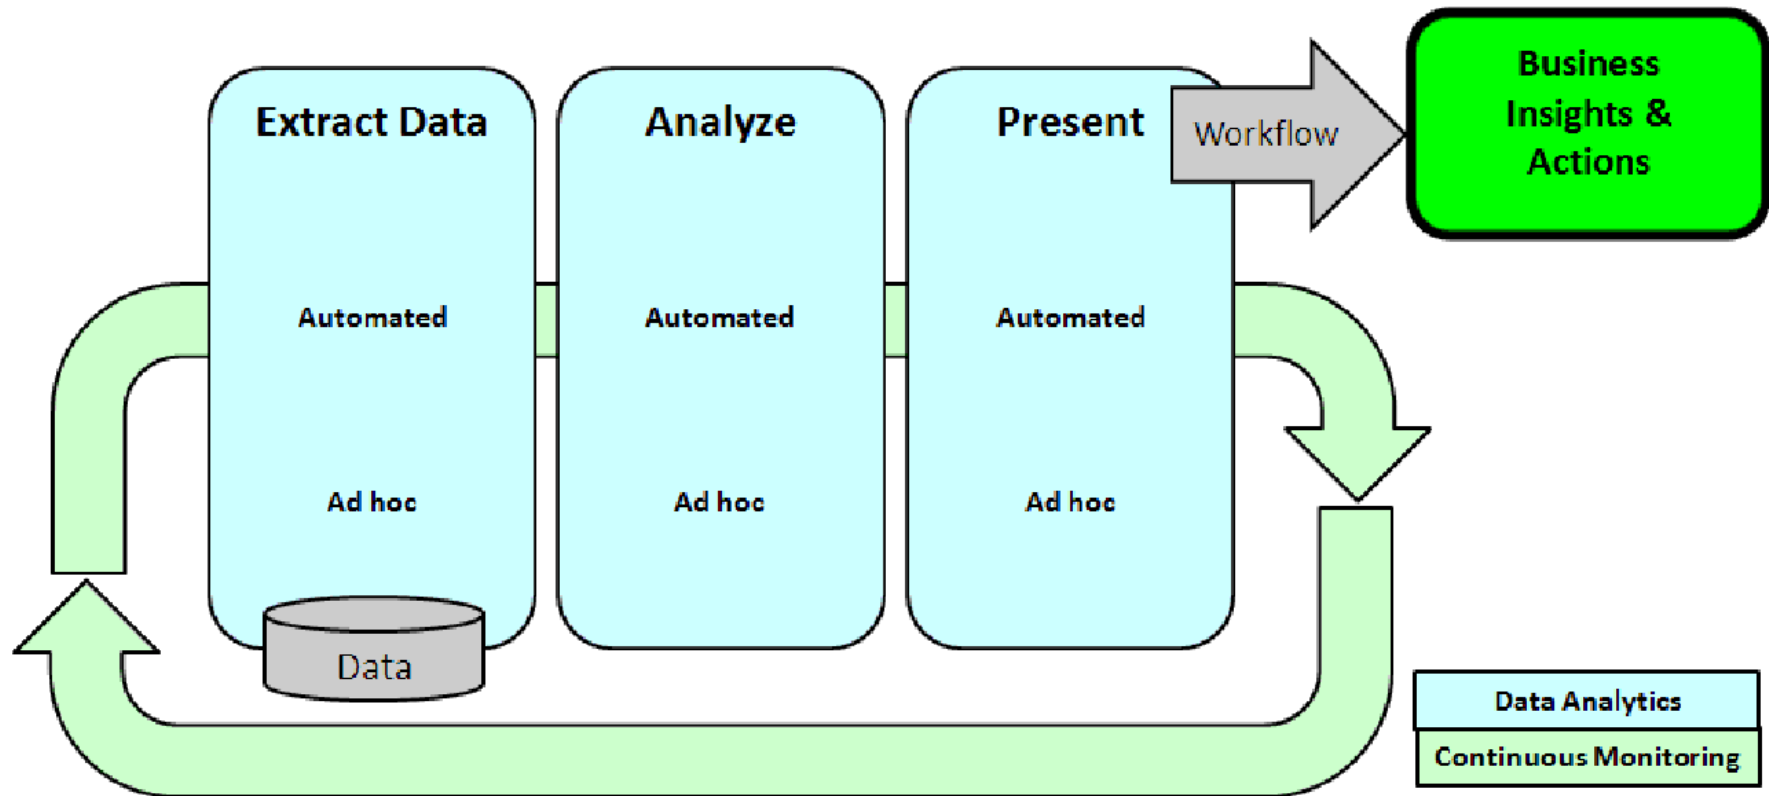 Extract Data
Analyze
Present
Workflow
Business
Insights &
Actions
Automated
Automated
Automated
Ad hoc
Ad hoc
Ad hoc
Data
Data Analytics
Continuous Monitoring